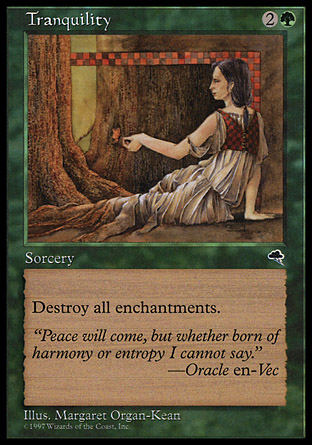 Tranquility 2
Sorcery
Destroy all enchantments.
“Peace will come, but whether born of
harmony or entropy I cannot say.”
—Oracle en-Vec
Illus. Margaret Organ-Kean
©1997 Wizards of the Coast, Inc.